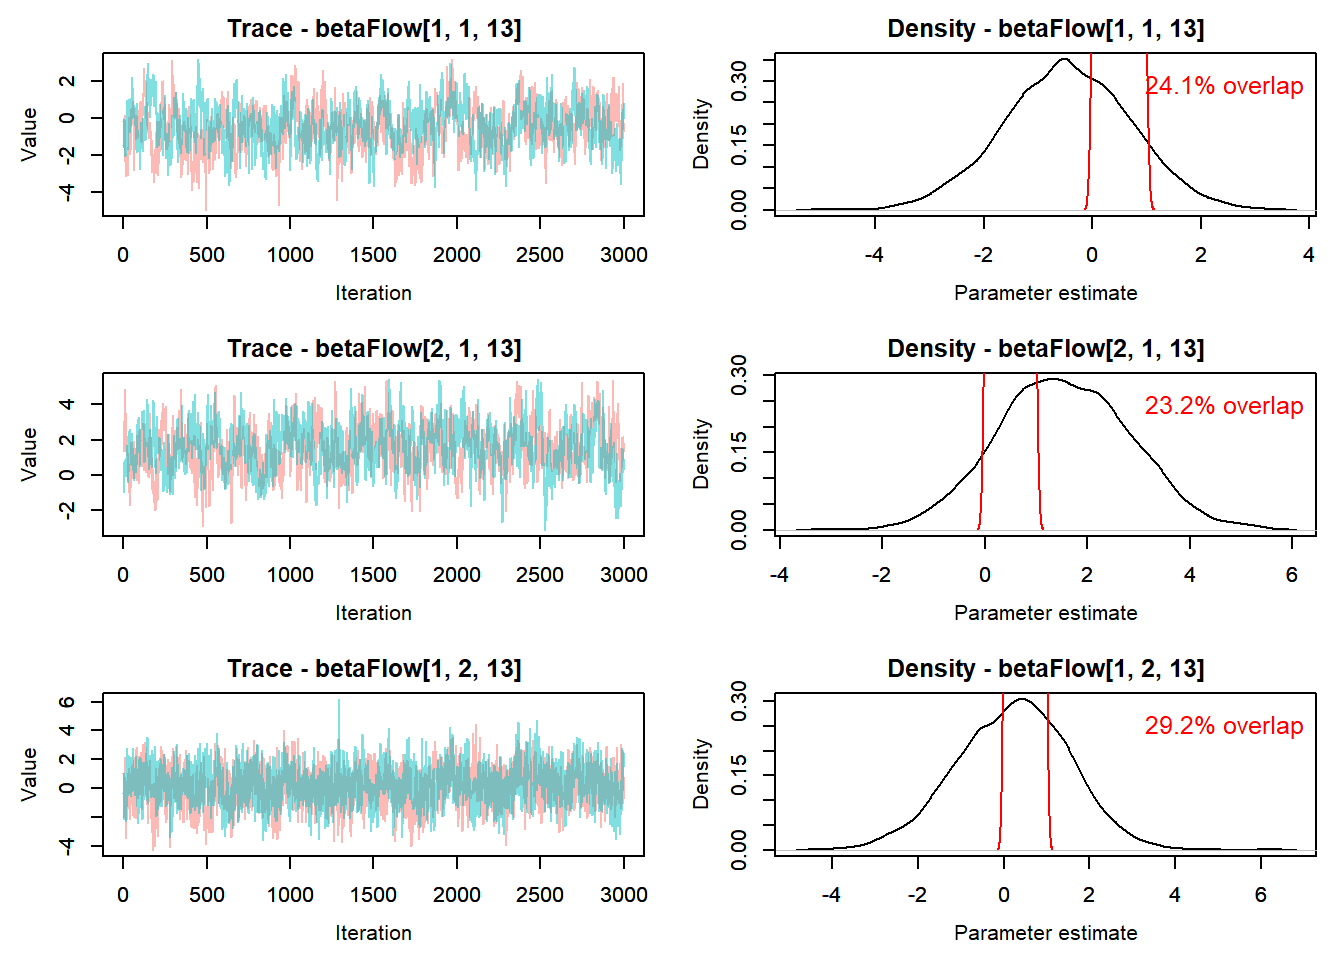 Trace - betaFlow[1, 1, 13]
Value
2
0
-2
-4
0 500 1000 1500 2000 2500 3000
Iteration
Density - betaFlow[1, 1, 13]
Density
0.30
0.15
0.00
24.1% overlap
-4 -2 0 2 4
Parameter estimate
Trace - betaFlow[2, 1, 13]
Value
4
2
0
-2
0 500 1000 1500 2000 2500 3000
Iteration
Density - betaFlow[2, 1, 13]
Density
0.30
0.15
0.00
23.2% overlap
-4 -2 0 2 4 6
Parameter estimate
Trace - betaFlow[1, 2, 13]
Value
6
4
2
0
-4
0 500 1000 1500 2000 2500 3000
Iteration
Density - betaFlow[1, 2, 13]
Density
0.30
0.15
0.00
29.2% overlap
-4 -2 0 2 4 6
Parameter estimate